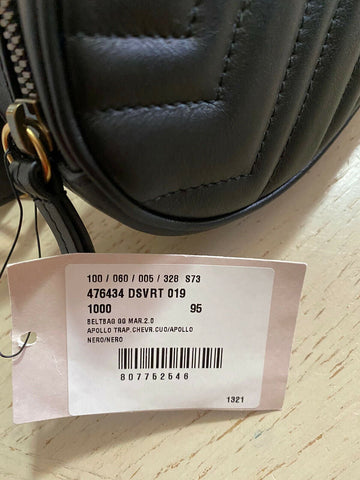 100 / 060 / 005 / 328 S73
476434 DSVRT 019
1000 95
BELTBAG GG MAR.2.0
APOLLO TRAP.CHEVR.CUO/APOLLO
NERO/NERO
807752546
1321